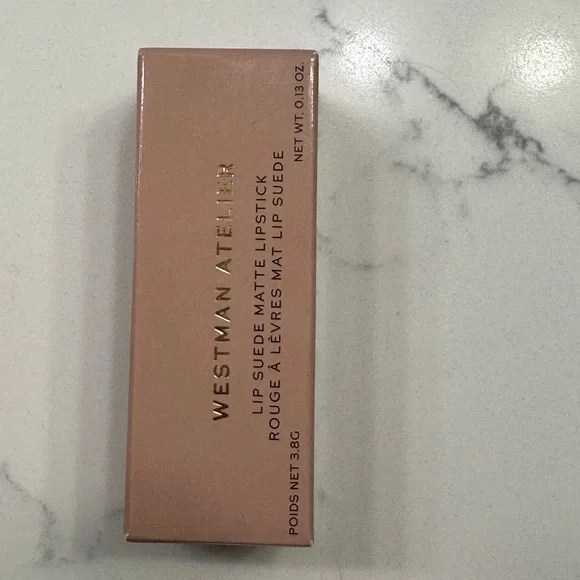 WESTMAN ATELIER
LIP SUEDE MATTE LIPSTICK
ROUGE À LÈVRES MAT LIP SUEDE
POIDS NET 3.8G
NET WT. 0.13 OZ.